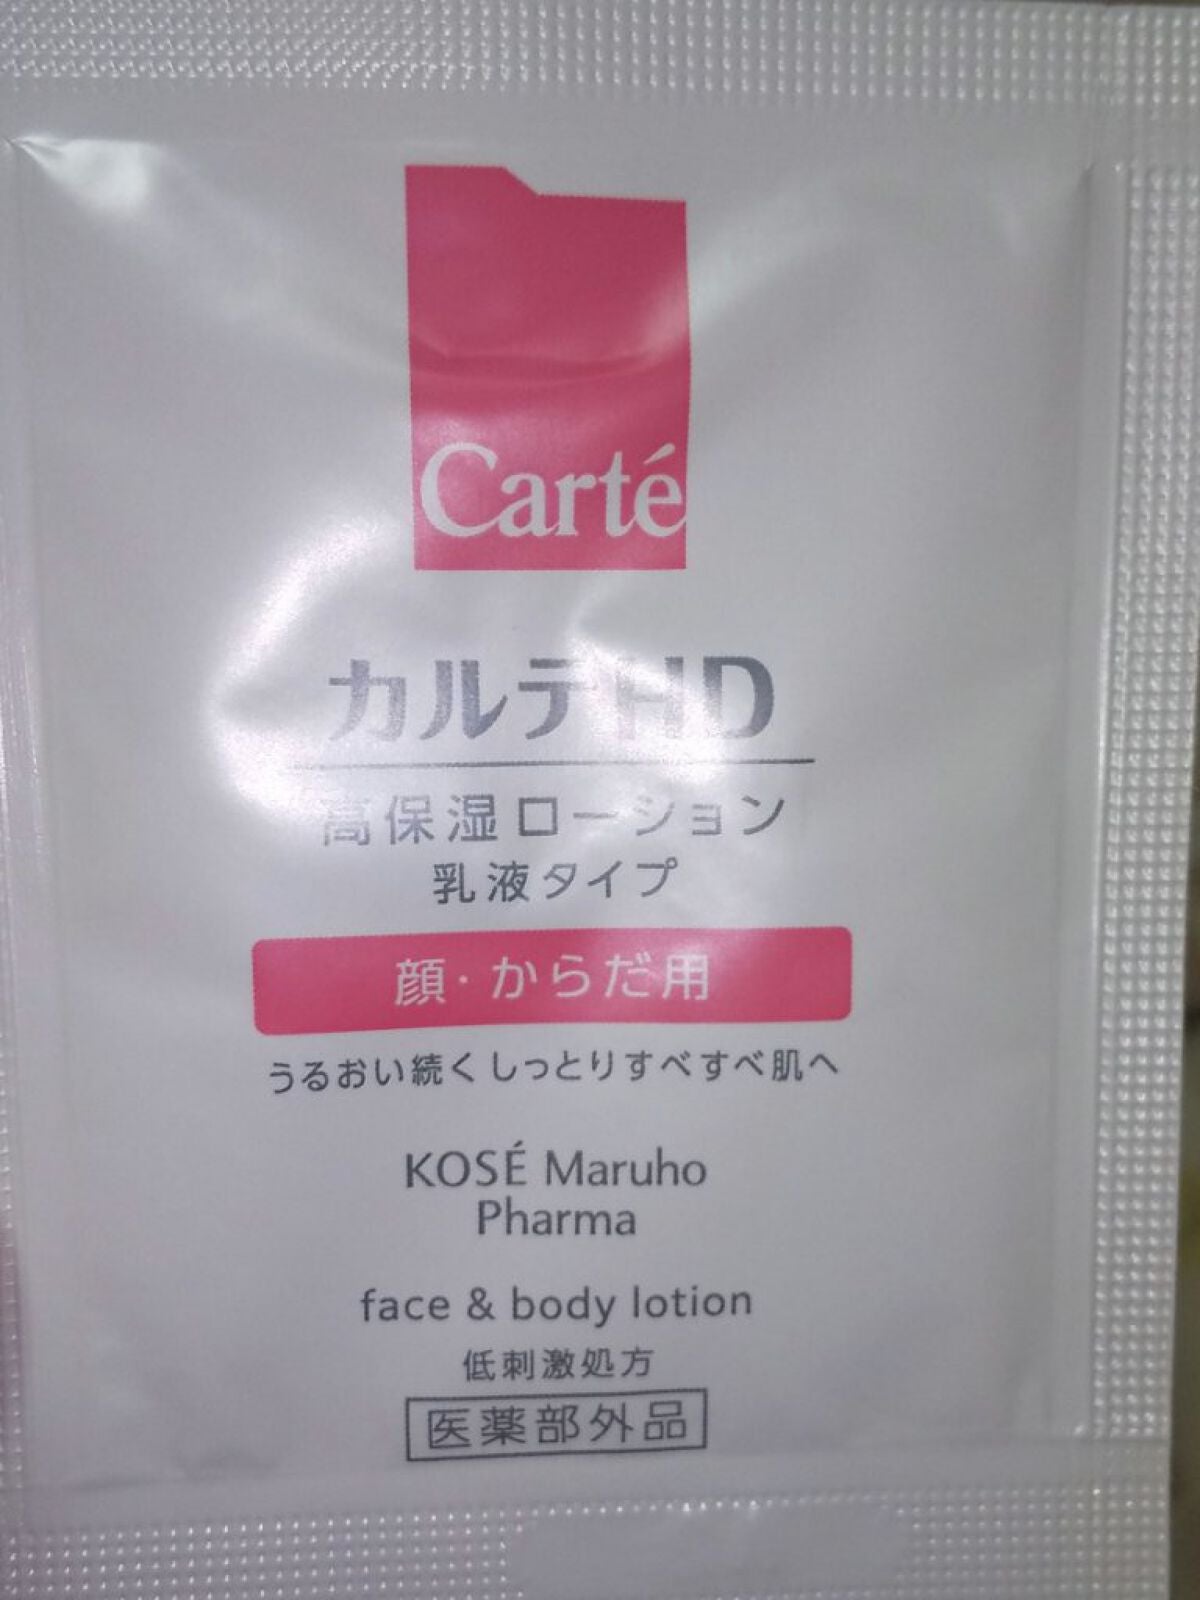 Carté
カルテHD
高保湿ローション
乳液タイプ
顔・からだ用
うるおい続くしっとりすべすべ肌へ
KOSÉ Maruho
Pharma
face & body lotion
低刺激処方
医薬部外品